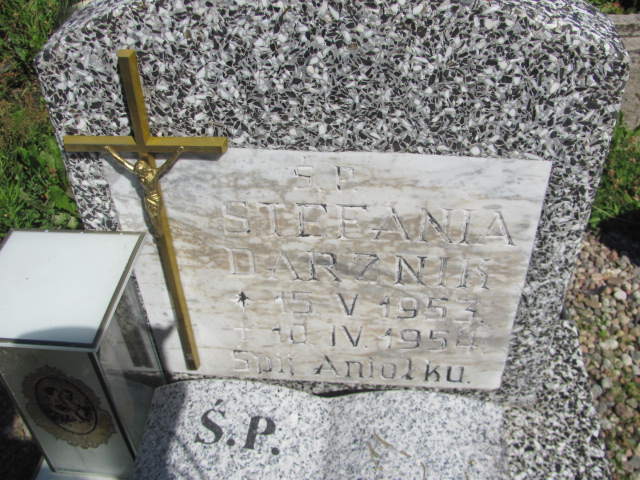 Ś.P.
STEFANIA
DARZNIK
* 15 V 1953
+ 10 IV. 1954
Śpij Aniołku.
Ś.P.